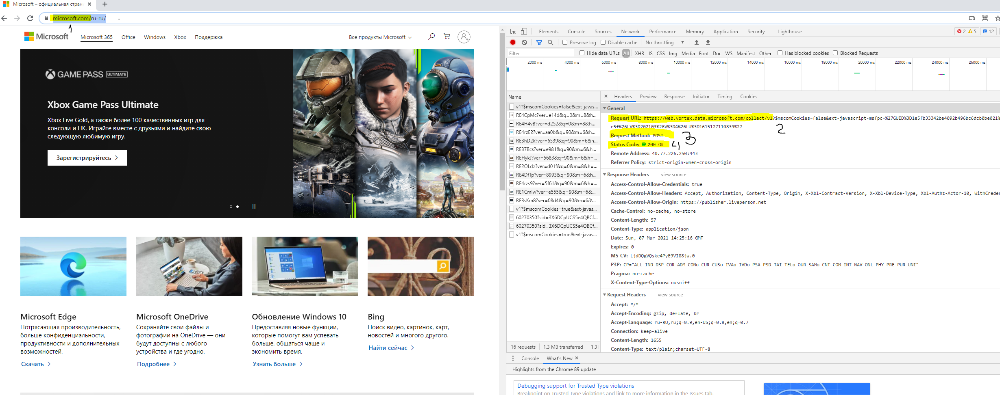 Microsoft – официальная стран
microsoft.com/ru-ru/
1
Microsoft
Microsoft 365 Office Windows Xbox Поддержка
Все продукты Microsoft
GAME PASS ULTIMATE
Xbox Game Pass Ultimate
Xbox Live Gold, а также более 100 качественных игр для
консоли и ПК. Играйте вместе с друзьями и найдите свою
следующую любимую игру.
Зарегистрируйтесь
Microsoft Edge
Потрясающая производительность,
больше конфиденциальности,
продуктивности и дополнительных
возможностей.
Скачать
Microsoft OneDrive
Сохраняйте свои файлы и
фотографии на OneDrive — они
будут доступны с любого
устройства и где угодно.
Подробнее
Обновление Windows 10
Предоставляя новые функции,
которые помогут вам успевать
больше, общаться чаще и
экономить время.
Узнать больше
Bing
Поиск видео, картинок, карт,
новостей и многого другого.
Найти сейчас
Elements Console Sources Network Performance Memory Application Security Lighthouse 2 5 12
Preserve log Disable cache No throttling
Filter Hide data URLs All XHR JS CSS Img Media Font Doc WS Manifest Other Has blocked cookies Blocked Requests
2000 ms 4000 ms 6000 ms 8000 ms 10000 ms 12000 ms 14000 ms 16000 ms 18000 ms 20000 ms 22000 ms 24000 ms 26000 ms
Name
v1?$mscomCookies=false&ext-javas...
RE4CpMc?ver=e14d&q=0&m=8&h=...
RE4H4vB?ver=d252&q=0&m=8&h=...
RE4rzE2?ver=aa0b&q=90&m=6&h...
RE3hD2k?ver=6539&q=90&m=6&h...
RE37Bcs?ver=e981&q=90&m=6&h...
REHykJ?ver=5683&q=90&m=6&h=...
RE2OLdz?ver=d01f&q=0&m=8&h=...
RE4DfTp?ver=8993&q=90&m=6&h...
RE4rzs9?ver=5f61&q=90&m=6&h=...
RE1CmIw?ver=e555&q=90&m=6&...
RE3sKm8?ver=08d4&q=90&m=6&...
v1?$mscomCookies=true&ext-javas...
60270350?sid=3X6DCpUCS5e4QBCf...
60270350?sid=3X6DCpUCS5e4QBCf...
v1?$mscomCookies=true&ext-javas...
16 requests 1.3 MB transferred 1.3
Headers Preview Response Initiator Timing Cookies
General
Request URL: https://web.vortex.data.microsoft.com/collect/v1?$mscomCookies=false&ext-javascript-msfpc=%27GUID%3D1e5fb33342be4092b496bc6dcb0be021%
e5f%26LV%3D202103%26V%3D4%26LU%3D1615127110839%27
2
Request Method: POST
3
Status Code: 200 OK
4
Remote Address: 40.77.226.250:443
Referrer Policy: strict-origin-when-cross-origin
Response Headers view source
Access-Control-Allow-Credentials: true
Access-Control-Allow-Headers: Accept, Authorization, Content-Type, Origin, X-Xbl-Contract-Version, X-Xbl-Device-Type, Xbl-Authz-Actor-10, WithCreder
Access-Control-Allow-Origin: https://publisher.liveperson.net
Cache-Control: no-cache, no-store
Content-Length: 57
Content-Type: application/json
Date: Sun, 07 Mar 2021 14:25:16 GMT
Expires: 0
MS-CV: LjdDQgVQske4PyE9VI88jw.0
P3P: CP="ALL IND DSP COR ADM CONo CUR CUSo IVAo IVDo PSA PSD TAI TELo OUR SAMo CNT COM INT NAV ONL PHY PRE PUR UNI"
Pragma: no-cache
X-Content-Type-Options: nosniff
Request Headers view source
Accept: */*
Accept-Encoding: gzip, deflate, br
Accept-Language: ru-RU,ru;q=0.9,en-US;q=0.8,en;q=0.7
Connection: keep-alive
Content-Length: 1655
Content-Type: text/plain;charset=UTF-8
Console What's New
Highlights from the Chrome 89 update
Debugging support for Trusted Type violations
Breakpoint on Trusted Type violations and link to more information in the Issues tab.